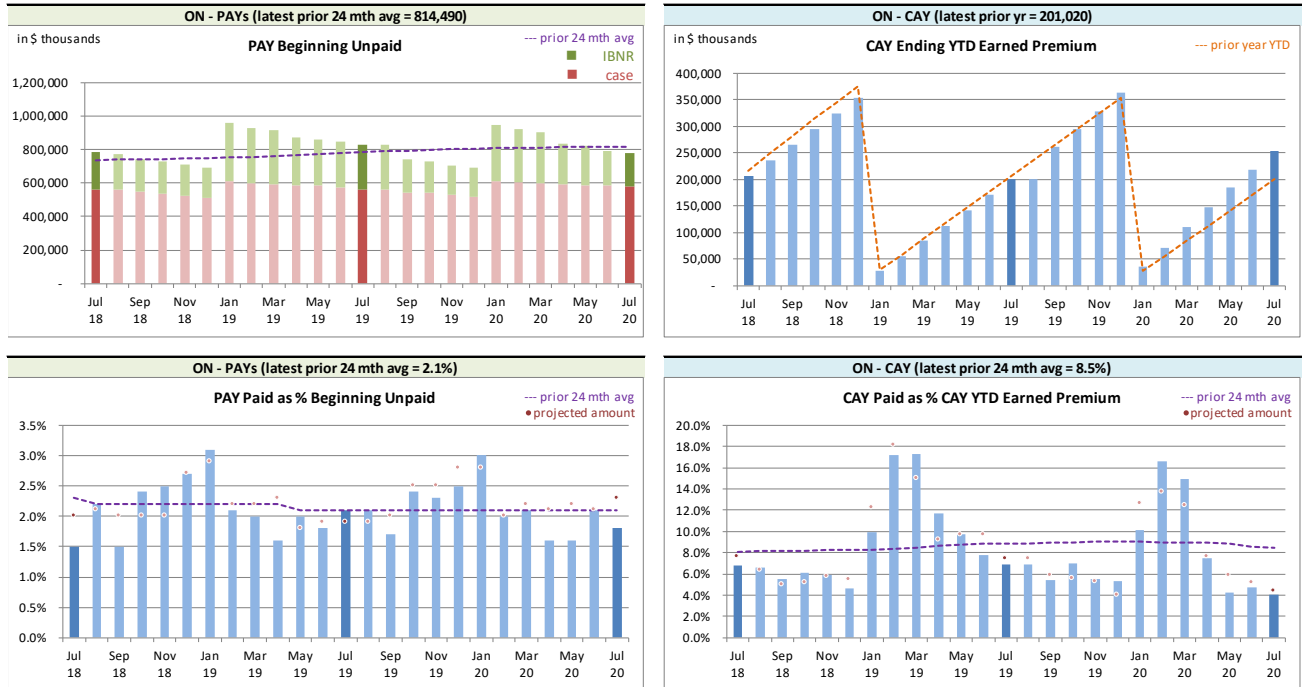 ON - PAYs (latest prior 24 mth avg = 814,490)
in $ thousands
PAY Beginning Unpaid
--- prior 24 mth avg
IBNR
case
1,200,000
1,000,000
800,000
600,000
400,000
200,000
-
Jul Sep Nov Jan Mar May Jul Sep Nov Jan Mar May Jul
18 18 18 19 19 19 19 19 19 20 20 20 20
ON - CAY (latest prior yr = 201,020)
in $ thousands
CAY Ending YTD Earned Premium
--- prior year YTD
400,000
350,000
300,000
250,000
200,000
150,000
100,000
50,000
-
Jul Sep Nov Jan Mar May Jul Sep Nov Jan Mar May Jul
18 18 18 19 19 19 19 19 19 20 20 20 20
ON - PAYs (latest prior 24 mth avg = 2.1%)
PAY Paid as % Beginning Unpaid
--- prior 24 mth avg
• projected amount
3.5%
3.0%
2.5%
2.0%
1.5%
1.0%
0.5%
0.0%
Jul Sep Nov Jan Mar May Jul Sep Nov Jan Mar May Jul
18 18 18 19 19 19 19 19 19 20 20 20 20
ON - CAY (latest prior 24 mth avg = 8.5%)
CAY Paid as % CAY YTD Earned Premium
--- prior 24 mth avg
• projected amount
20.0%
18.0%
16.0%
14.0%
12.0%
10.0%
8.0%
6.0%
4.0%
2.0%
0.0%
Jul Sep Nov Jan Mar May Jul Sep Nov Jan Mar May Jul
18 18 18 19 19 19 19 19 19 20 20 20 20